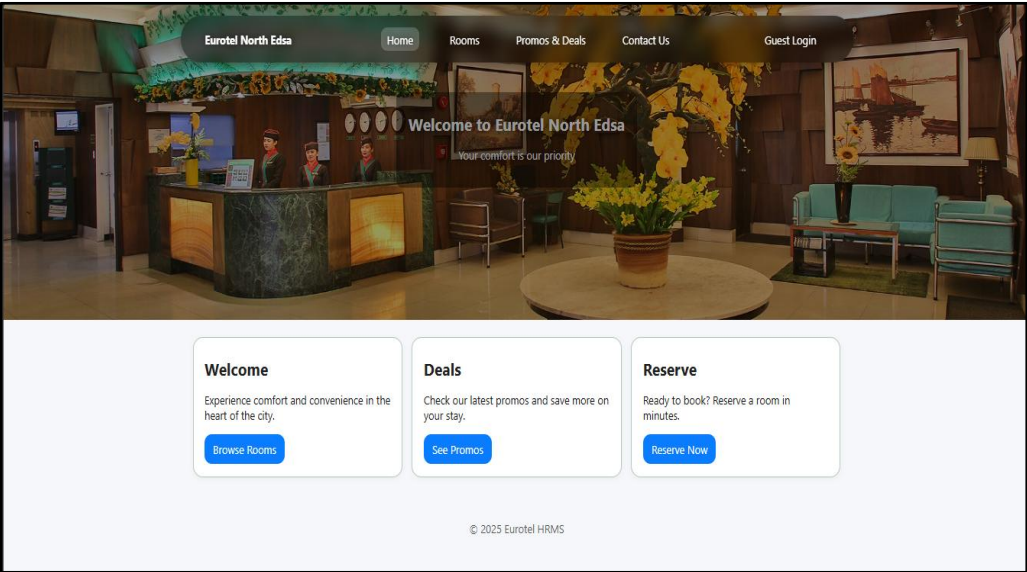 Eurotel North Edsa
Home
Rooms
Promos & Deals
Contact Us
Guest Login
Welcome to Eurotel North Edsa
Your comfort is our priority
Welcome
Experience comfort and convenience in the
heart of the city.
Browse Rooms
Deals
Check our latest promos and save more on
your stay.
See Promos
Reserve
Ready to book? Reserve a room in
minutes.
Reserve Now
© 2025 Eurotel HRMS